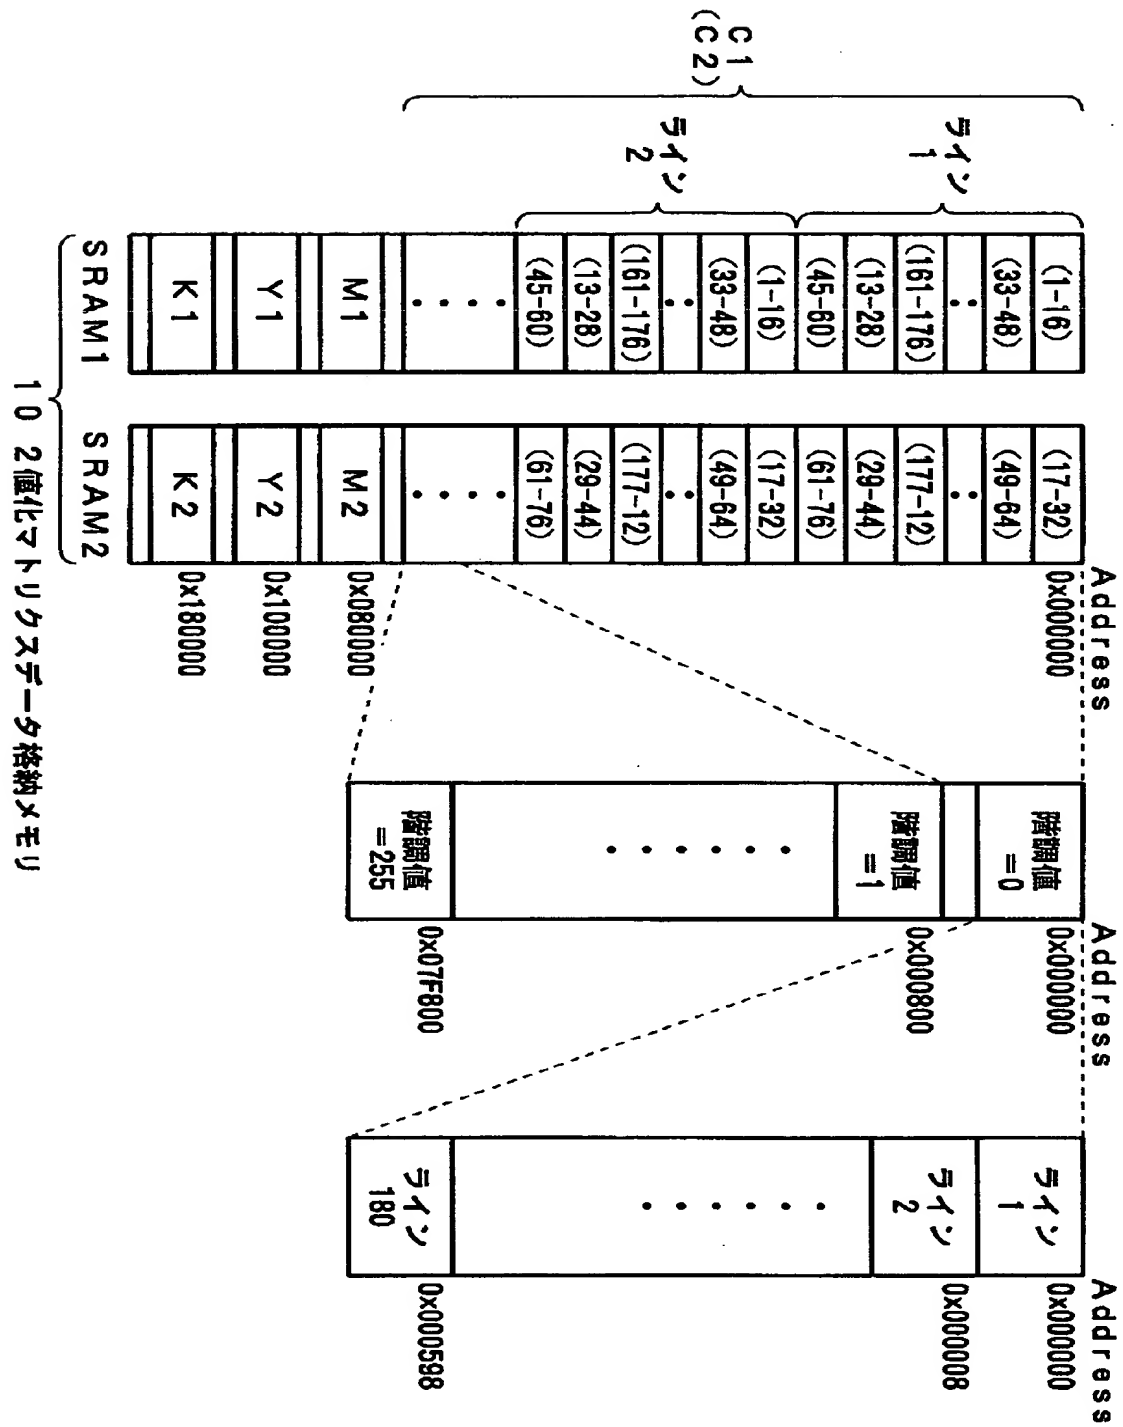 C1
(C2)
ライン
1
ライン
2
(1-16)
(33-48)
(161-176)
(13-28)
(45-60)
(1-16)
(33-48)
(161-176)
(13-28)
(45-60)
M1
Y1
K1
SRAM1
(17-32)
(49-64)
(177-12)
(29-44)
(61-76)
(17-32)
(49-64)
(177-12)
(29-44)
(61-76)
M2
Y2
K2
SRAM2
10 2値化マトリクスデータ格納メモリ
Address
0x000000
0x080000
0x100000
0x180000
階調値
=0
階調値
=1
階調値
=255
Address
0x000000
0x000800
0x07F800
ライン
1
ライン
2
ライン
180
Address
0x000000
0x000008
0x000598